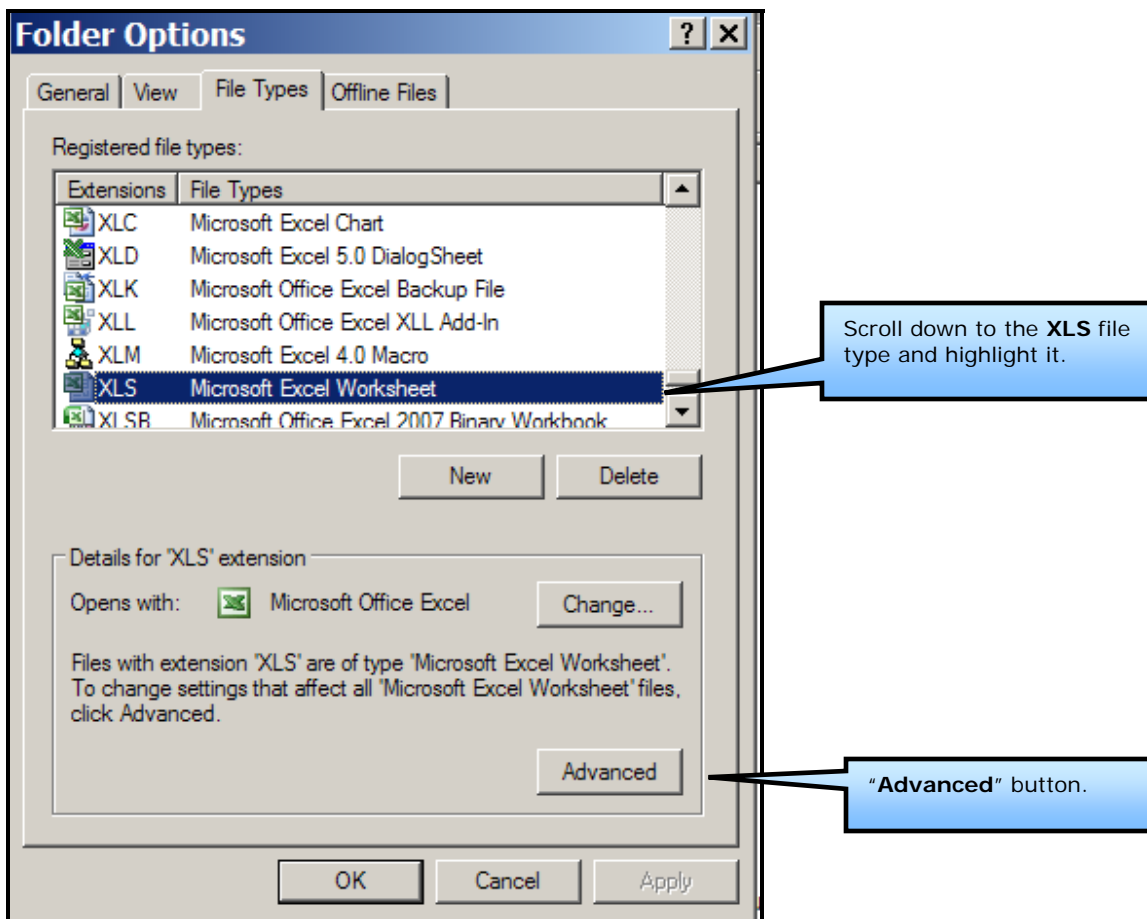 Folder Options
General View File Types Offline Files
Registered file types:
Extensions File Types
XLC Microsoft Excel Chart
XLD Microsoft Excel 5.0 DialogSheet
XLK Microsoft Office Excel Backup File
XLL Microsoft Office Excel XLL Add-In
XLM Microsoft Excel 4.0 Macro
XLS Microsoft Excel Worksheet
XLSB Microsoft Office Excel 2007 Binary Workbook
Scroll down to the XLS file
type and highlight it.
New Delete
Details for 'XLS' extension
Opens with: Microsoft Office Excel Change...
Files with extension 'XLS' are of type 'Microsoft Excel Worksheet'.
To change settings that affect all 'Microsoft Excel Worksheet' files,
click Advanced.
Advanced
“Advanced” button.
OK Cancel Apply